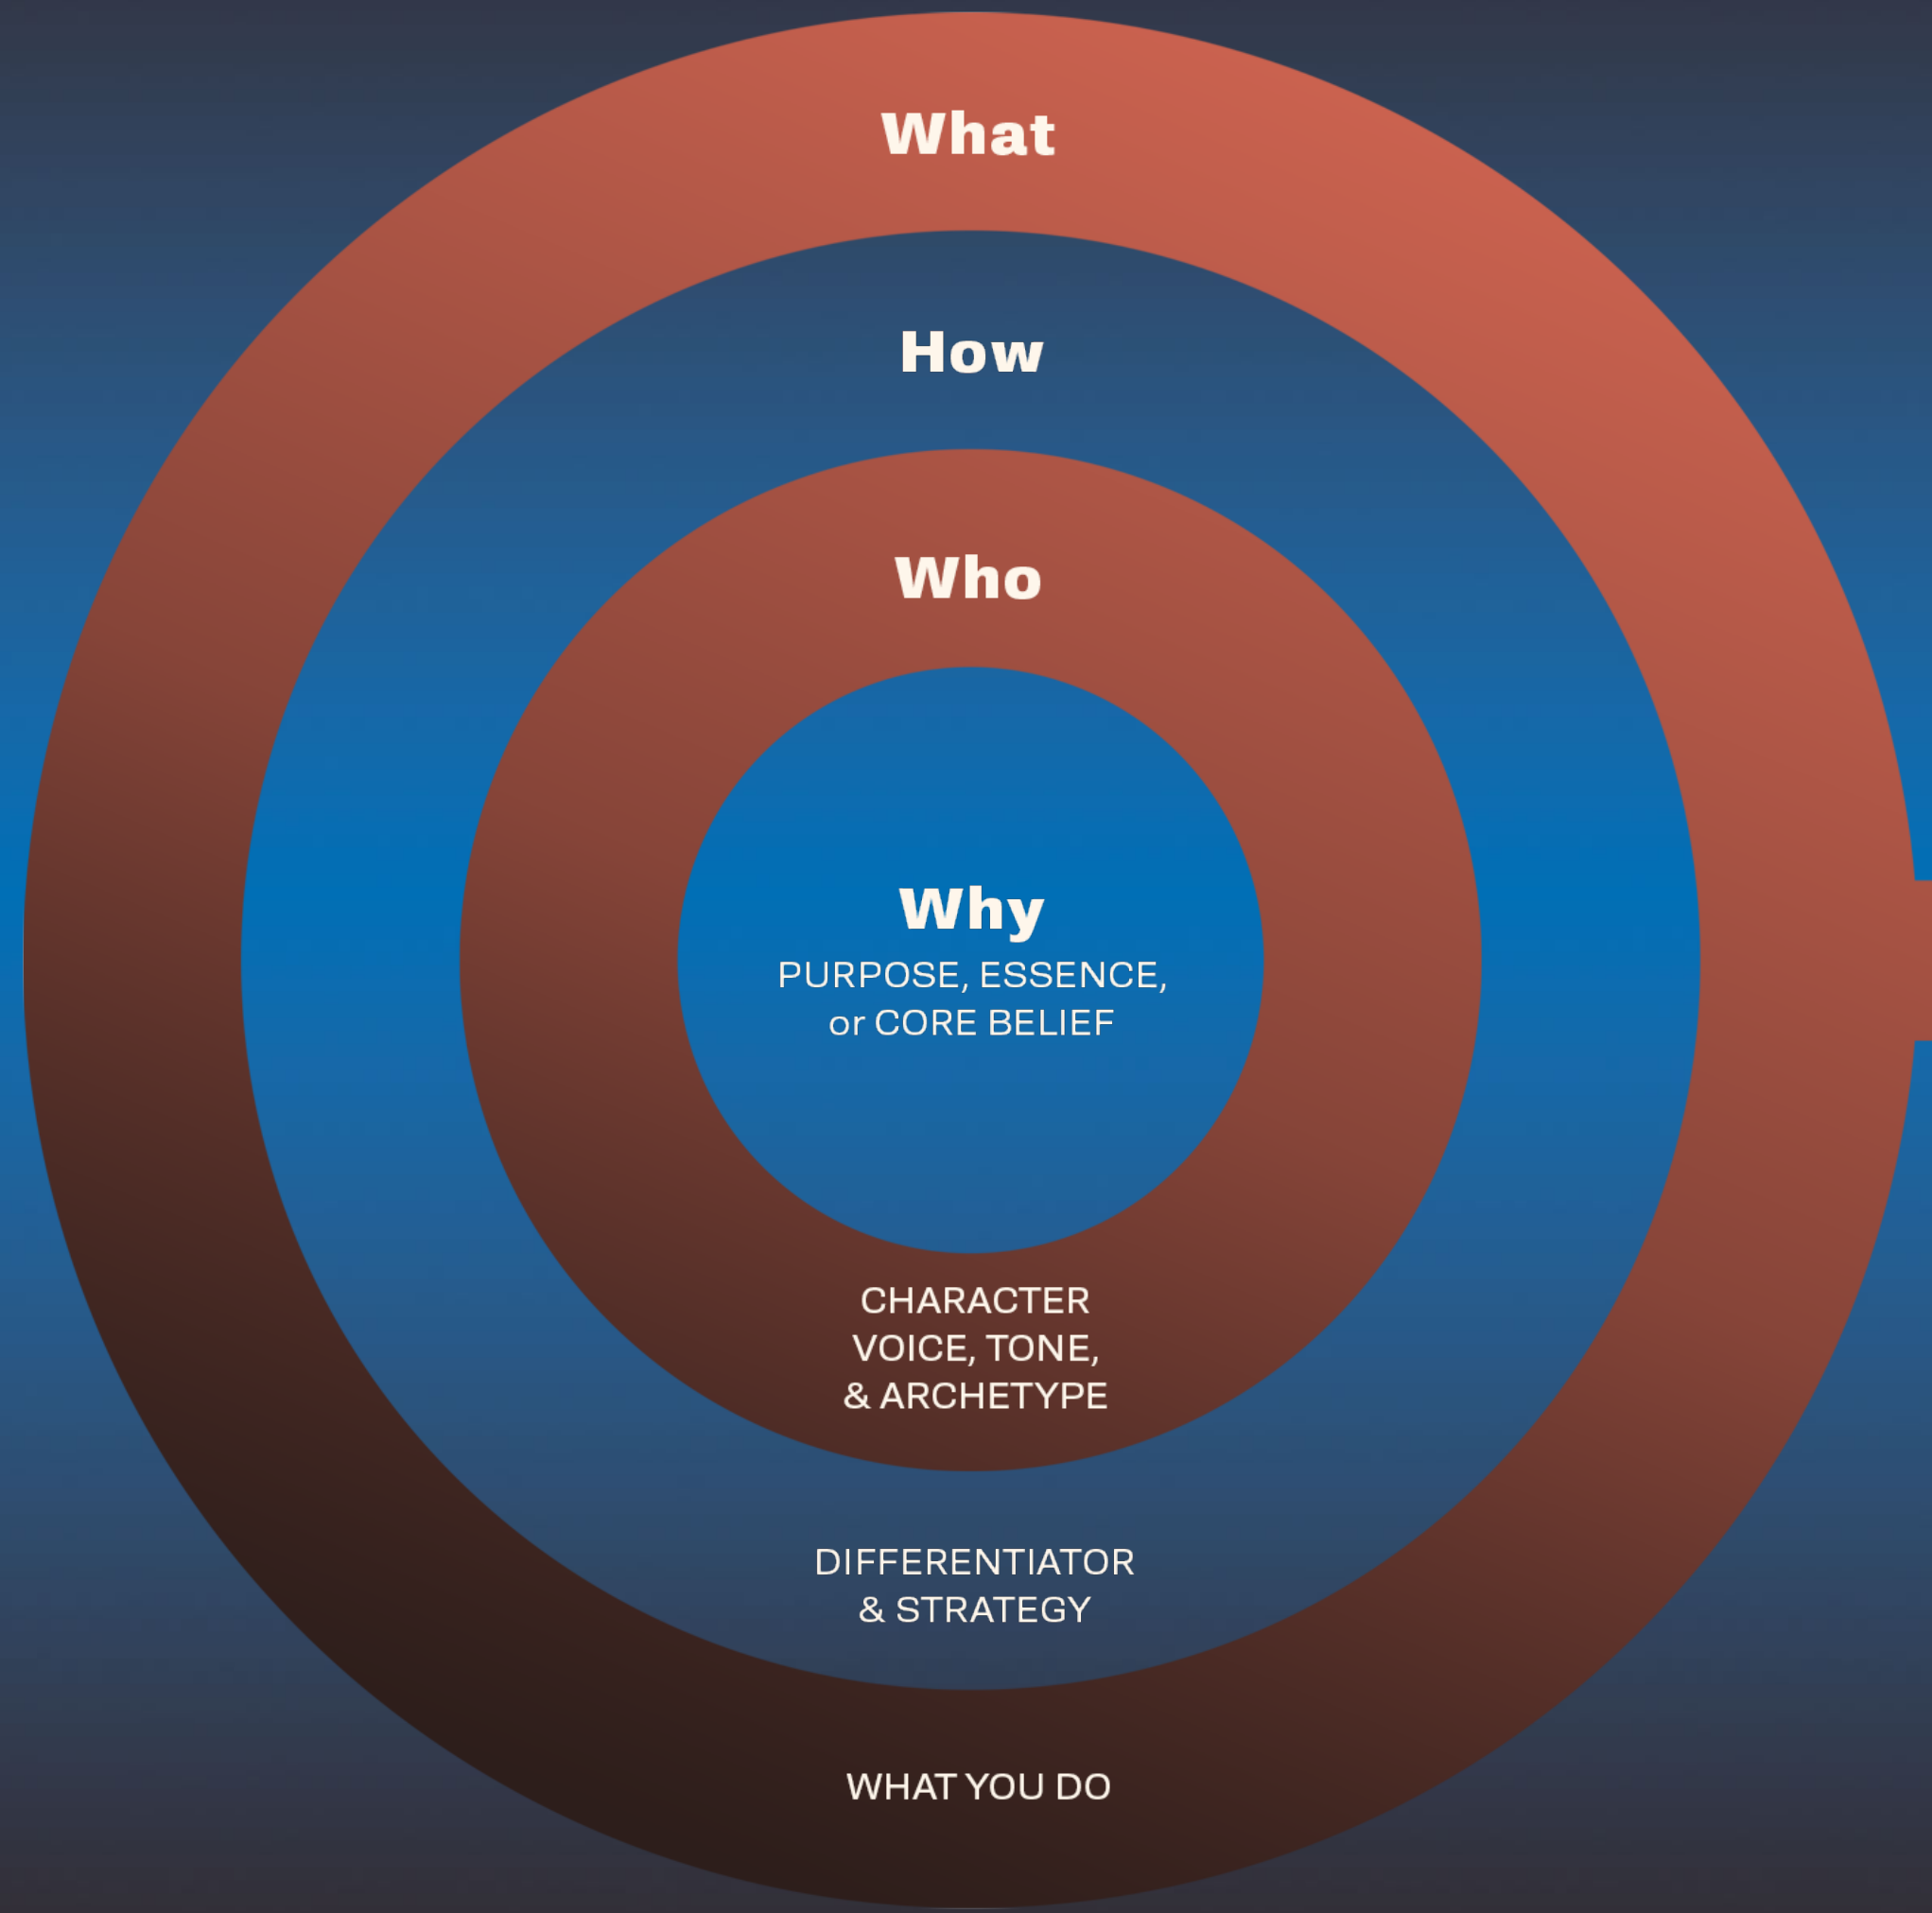 What
How
Who
Why
PURPOSE, ESSENCE,
or CORE BELIEF
CHARACTER
VOICE, TONE,
& ARCHETYPE
DIFFERENTIATOR
& STRATEGY
WHAT YOU DO